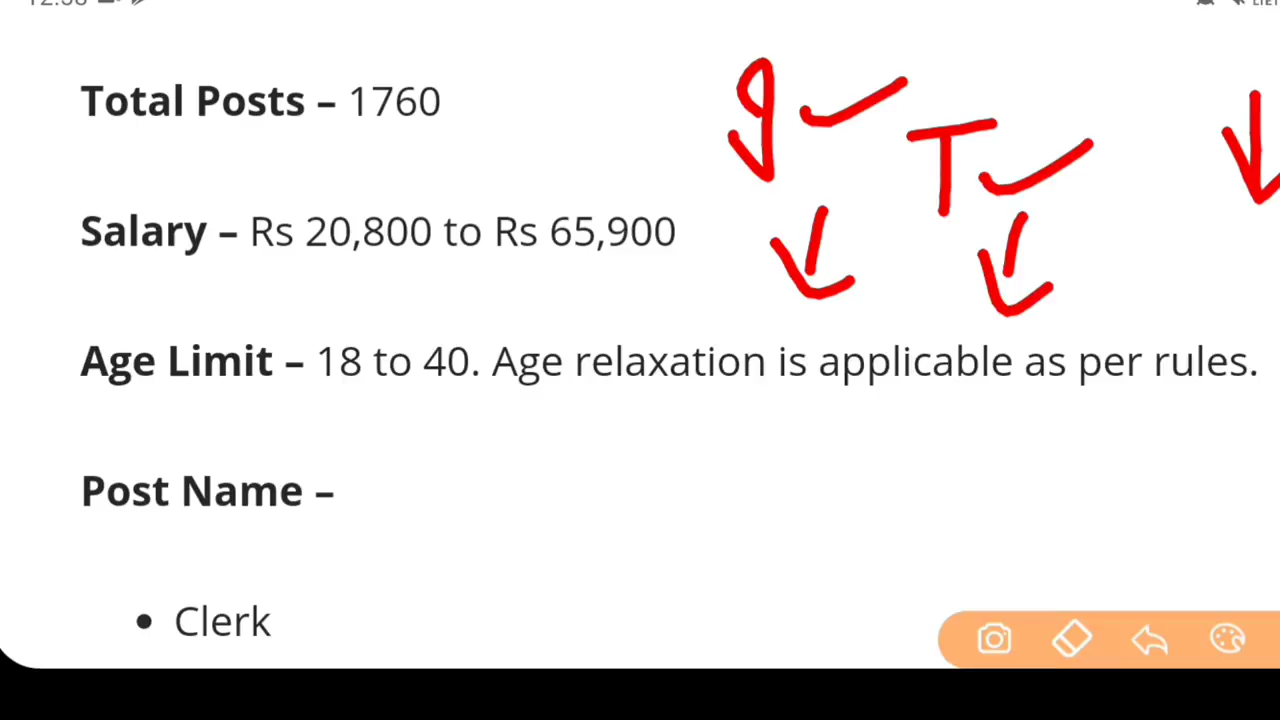 Total Posts – 1760
Salary – Rs 20,800 to Rs 65,900
T
Age Limit – 18 to 40. Age relaxation is applicable as per rules.
Post Name –
• Clerk